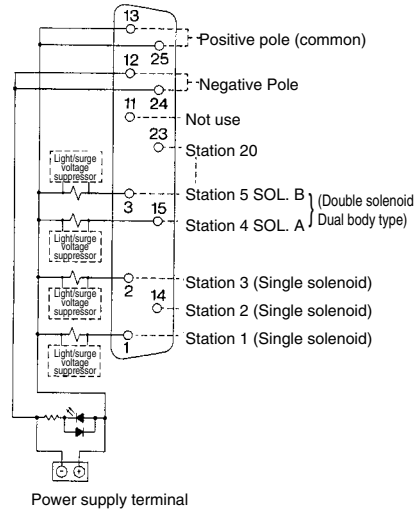 13
Positive pole (common)
25
12
Negative Pole
24
11
Not use
23
Station 20
Light/surge
voltage
suppressor
Station 5 SOL. B
3
15
Station 4 SOL. A
(Double solenoid
Dual body type)
Light/surge
voltage
suppressor
Station 3 (Single solenoid)
2
14
Light/surge
voltage
suppressor
Station 2 (Single solenoid)
Station 1 (Single solenoid)
1
Light/surge
voltage
suppressor
- +
Power supply terminal